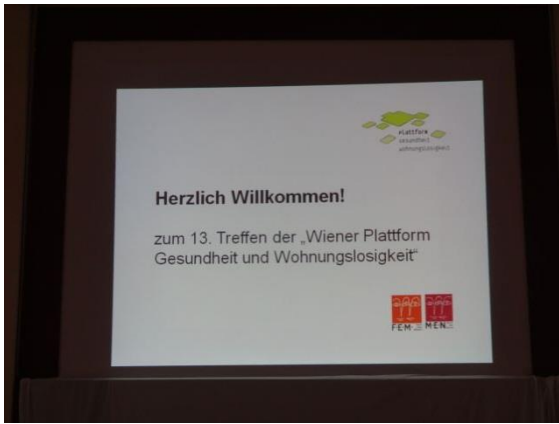 Plattform
gesundheit
wohnungslosigkeit
Herzlich Willkommen!
zum 13. Treffen der „Wiener Plattform
Gesundheit und Wohnungslosigkeit“
FEM MEN